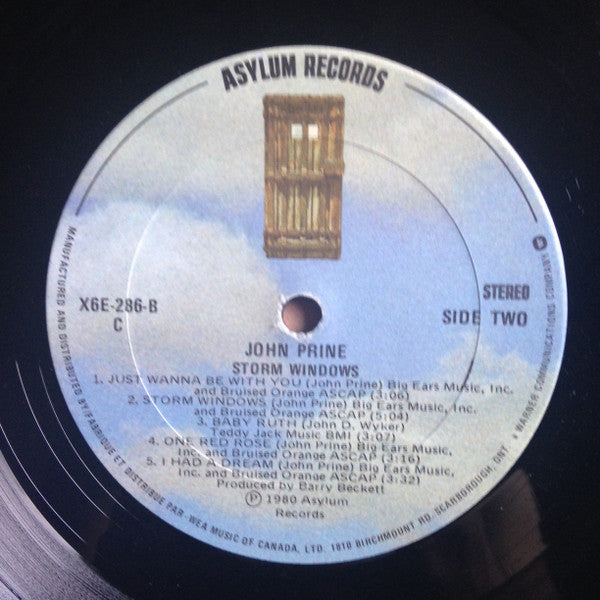 ASYLUM RECORDS
X6E-286-B
C
STEREO
SIDE TWO
JOHN PRINE
STORM WINDOWS
1. JUST WANNA BE WITH YOU (John Prine) Big Ears Music, Inc.
and Bruised Orange ASCAP (3:06)
2. STORM WINDOWS (John Prine) Big Ears Music, Inc.
and Bruised Orange ASCAP (5:04)
3. BABY RUTH (John D. Wyker)
Teddy Jack Music BMI (3:07)
4. ONE RED ROSE (John Prine) Big Ears Music,
Inc. and Bruised Orange ASCAP (3:16)
5. I HAD A DREAM (John Prine) Big Ears Music,
Inc. and Bruised Orange ASCAP (3:32)
Produced by Barry Beckett
℗ 1980 Asylum
Records
MANUFACTURED AND DISTRIBUTED BY/FABRIQUE ET DISTRIBUE PAR-WEA MUSIC OF CANADA, LTD. 1810 BIRCHMOUNT RD. SCARBOROUGH, ONT. A WARNER COMMUNICATIONS COMPANY